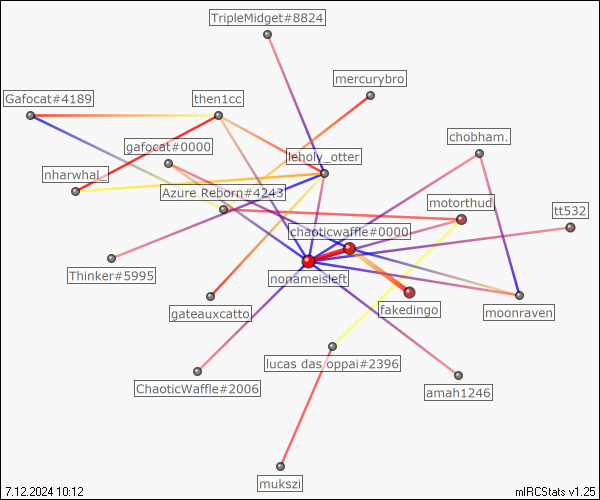 TripleMidget#8824
mercurybro
Gafocat#4189
then1cc
chobham.
gafocat#0000
leholy_otter
nharwhal_
Azure Reborn#4243
motorthud
tt532
chaoticwaffle#0000
Thinker#5995
nonameisleft
gateauxcatto
fakedingo
moonraven
lucas das oppai#2396
ChaoticWaffle#2006
amah1246
mukszi
7.12.2024 10:12
mIRCStats v1.25